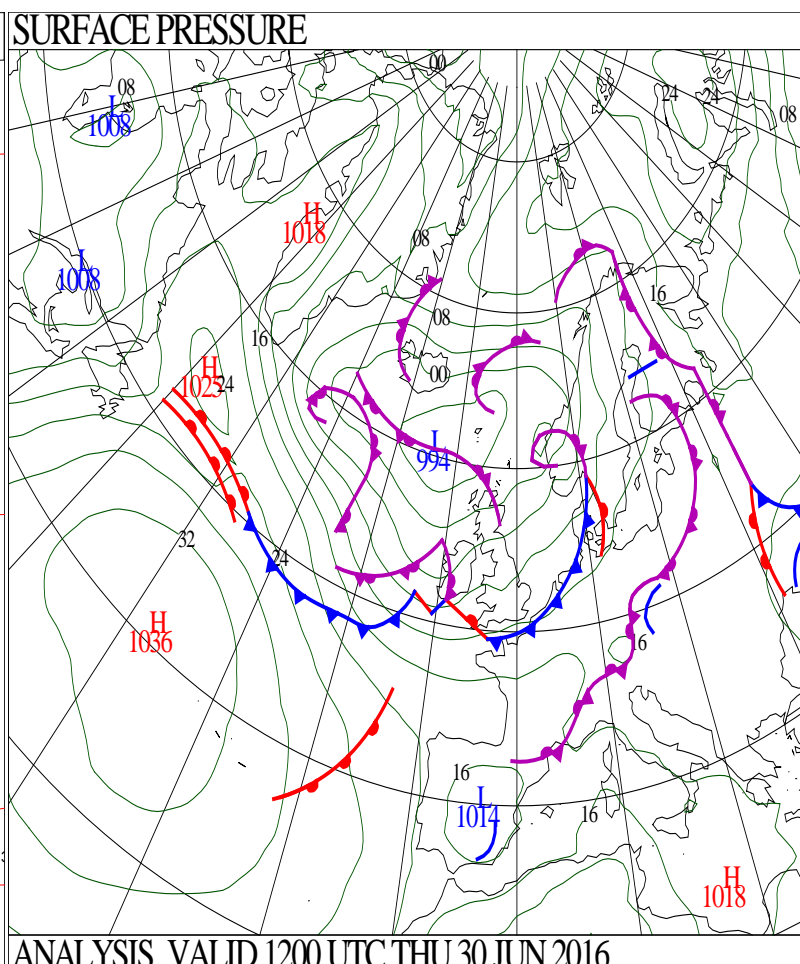 SURFACE PRESSURE
00
08
24
24
08
L
1008
H
1018
08
L
1008
16
08
16
H
1025
24
00
L
994
32
24
H
1036
16
16
L
1014
16
H
1018
ANALYSIS VALID 1200 UTC THU 30 JUN 2016